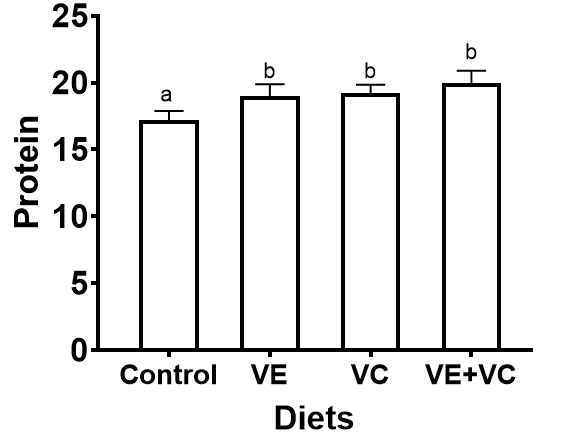 25
20
15
10
5
0
Protein
a
b
b
b
Control VE VC VE+VC
Diets